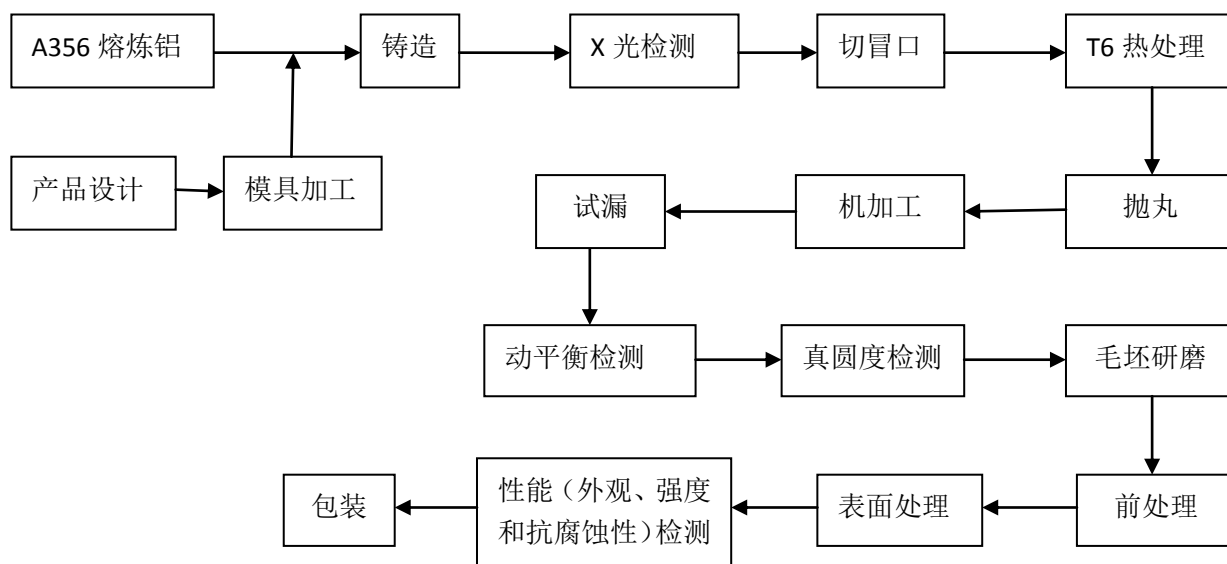 A356 熔炼铝
铸造
X 光检测
切冒口
T6 热处理
产品设计
模具加工
试漏
机加工
抛丸
动平衡检测
真圆度检测
毛坯研磨
包装
性能（外观、强度
和抗腐蚀性）检测
表面处理
前处理